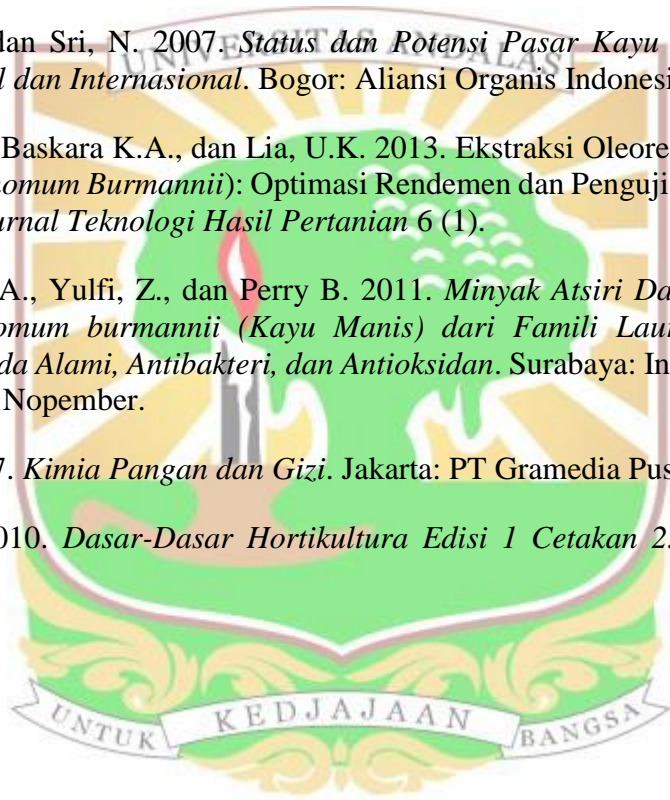 UNIVERSITAS ANDALAS
dan Sri, N. 2007. Status dan Potensi Pasar Kayu
l dan Internasional. Bogor: Aliansi Organis Indonesi
Baskara K.A., dan Lia, U.K. 2013. Ekstraksi Oleore
nomum Burmannii): Optimasi Rendemen dan Penguji
urnal Teknologi Hasil Pertanian 6 (1).
A., Yulfi, Z., dan Perry B. 2011. Minyak Atsiri Da
omum burmannii (Kayu Manis) dari Famili Lau
da Alami, Antibakteri, dan Antioksidan. Surabaya: In
Nopember.
7. Kimia Pangan dan Gizi. Jakarta: PT Gramedia Pus
010. Dasar-Dasar Hortikultura Edisi 1 Cetakan 2.
UNTUK KEDJAJAAN BANGSA